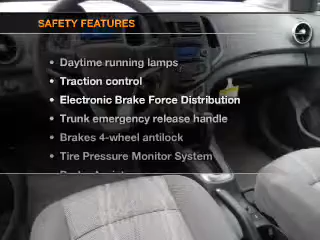 SAFETY FEATURES
• Daytime running lamps
• Traction control
• Electronic Brake Force Distribution
• Trunk emergency release handle
• Brakes 4-wheel antilock
• Tire Pressure Monitor System